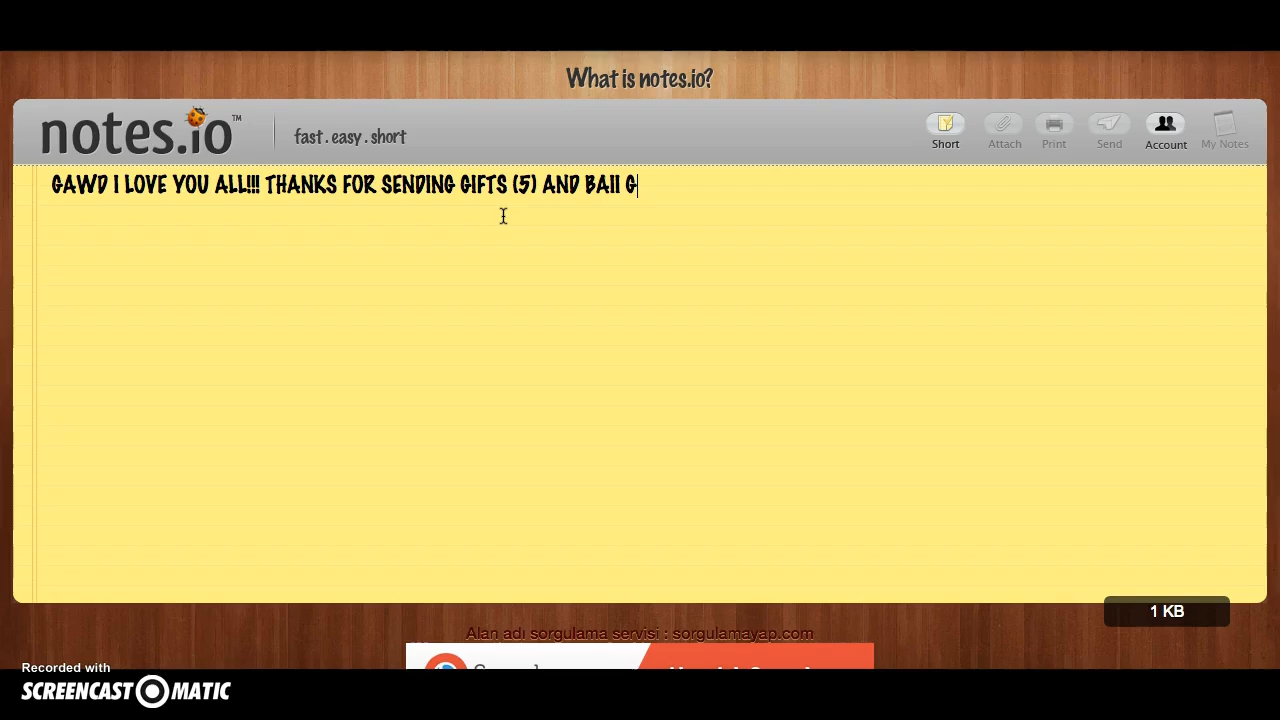 What is notes.io?
notes.io™
fast . easy . short
Short
Attach
Print
Send
Account
My Notes
GAWD I LOVE YOU ALL!!! THANKS FOR SENDING GIFTS (5) AND BAII G
1 KB
Alan adı sorgulama servisi : sorgulamayap.com
Recorded with
SCREENCAST MATIC